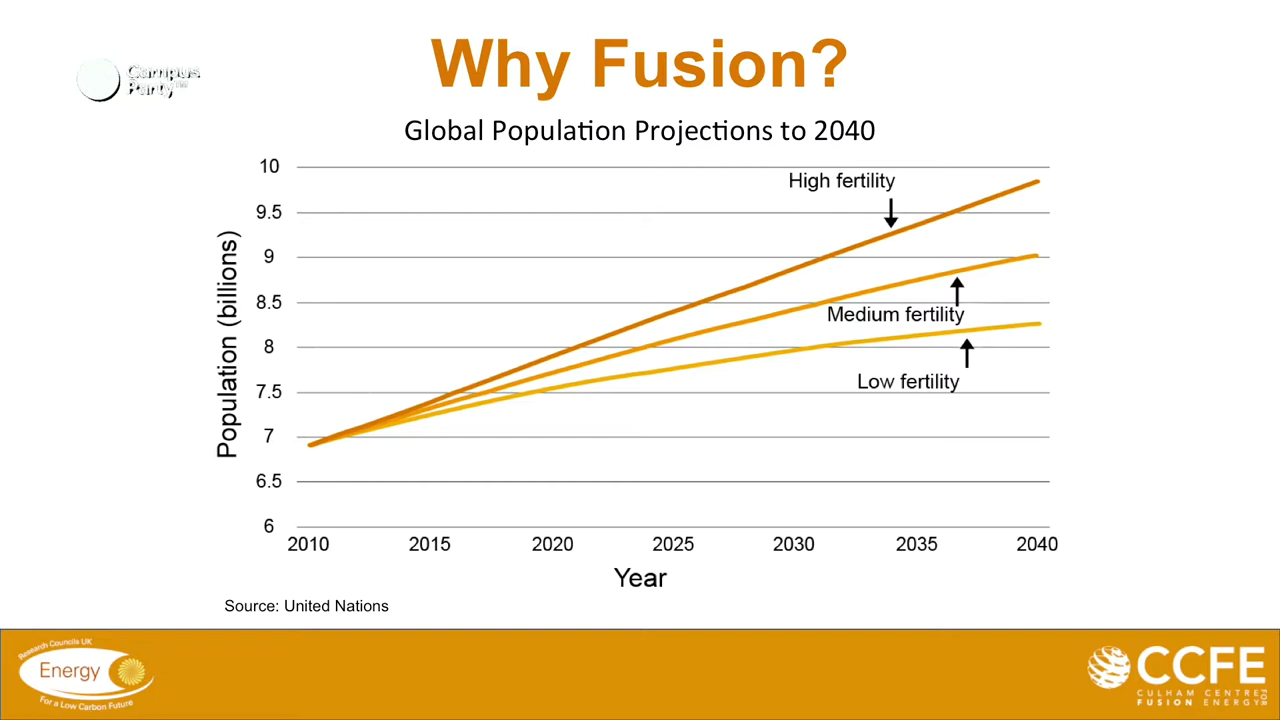 Why Fusion?
Campus
Party
Global Population Projections to 2040
10
High fertility
9.5
9
8.5
Medium fertility
8
Low fertility
7.5
7
6.5
6
Population (billions)
2010 2015 2020 2025 2030 2035 2040
Year
Source: United Nations
Research Councils UK
Energy
For a Low Carbon Future
CCFE
CULHAM CENTRE
FOR
FUSION ENERGY